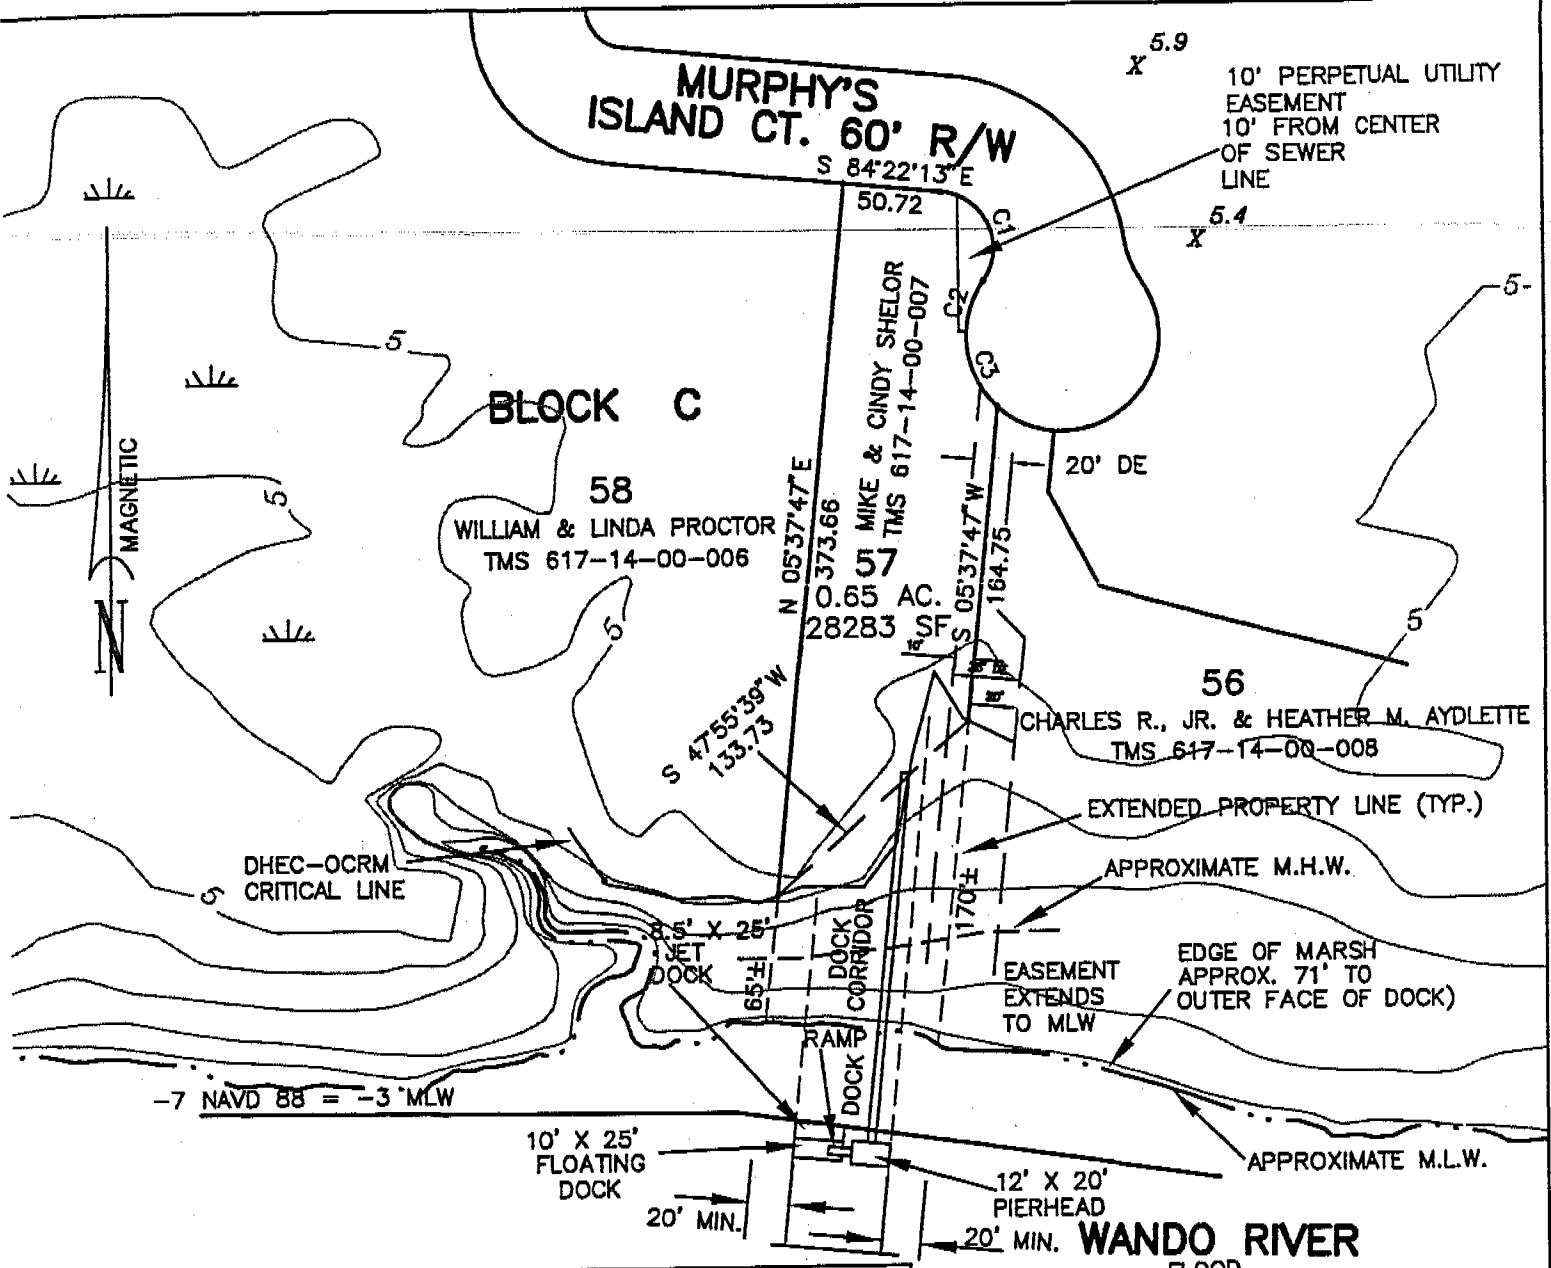 MURPHY'S
ISLAND CT. 60' R/W
S 84°22'13" E
50.72
X 5.9
10' PERPETUAL UTILITY
EASEMENT
10' FROM CENTER
OF SEWER
LINE
X 5.4
C1
C2
C3
5-
5
BLOCK C
MIKE & CINDY SHELOR
TMS 617-14-00-007
MAGNETIC
N
5
58
WILLIAM & LINDA PROCTOR
TMS 617-14-00-006
N 05°37'47" E
373.66
57
0.65 AC.
28283 SF
S 05°37'47" W
164.75
20' DE
5
5
56
CHARLES R., JR. & HEATHER M. AYDLETTE
TMS 617-14-00-008
20'
S 47°55'39" W
133.73
EXTENDED PROPERTY LINE (TYP.)
APPROXIMATE M.H.W.
DHEC-OCRM
CRITICAL LINE
5
8.5' X 25'
JET
DOCK
65'±
DOCK
CORRIDOR
170'±
EASEMENT
EXTENDS
TO MLW
EDGE OF MARSH
APPROX. 71' TO
OUTER FACE OF DOCK)
RAMP
DOCK
-7 NAVD 88 = -3 MLW
10' X 25'
FLOATING
DOCK
12' X 20'
PIERHEAD
APPROXIMATE M.L.W.
20' MIN.
20' MIN.
WANDO RIVER
FLOOD